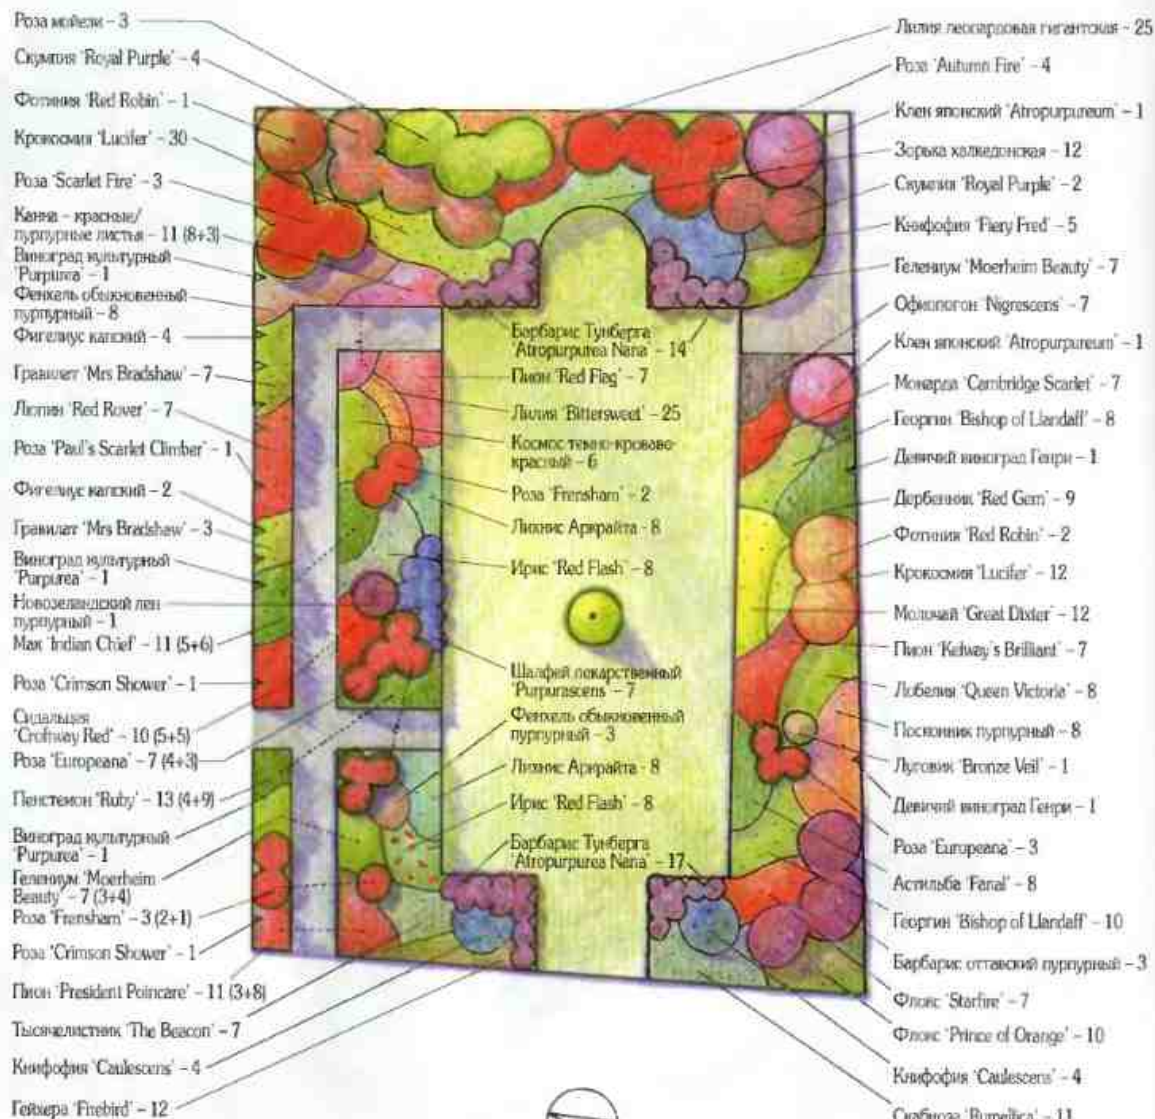 Роза мойези – 3
Скумпия 'Royal Purple' – 4
Фотиния 'Red Robin' – 1
Крокосмия 'Lucifer' – 30
Роза 'Scarlet Fire' – 3
Канна – красные/
пурпурные листья – 11 (8+3)
Виноград культурный
'Purpurea' – 1
Фенхель обыкновенный
пурпурный – 8
Фигелиус капский – 4
Гравилат 'Mrs Bradshaw' – 7
Люпин 'Red Rover' – 7
Роза 'Paul's Scarlet Climber' – 1
Фигелиус капский – 2
Гравилат 'Mrs Bradshaw' – 3
Виноград культурный
'Purpurea' – 1
Новозеландский лен
пурпурный – 1
Мак 'Indian Chief' – 11 (5+6)
Роза 'Crimson Shower' – 1
Сидальцея
'Croftway Red' – 10 (5+5)
Роза 'Europeana' – 7 (4+3)
Пенстемон 'Ruby' – 13 (4+9)
Виноград культурный
'Purpurea' – 1
Гелениум 'Moerheim
Beauty' – 7 (3+4)
Роза 'Frensham' – 3 (2+1)
Роза 'Crimson Shower' – 1
Пион 'President Poincare' – 11 (3+8)
Тысячелистник 'The Beacon' – 7
Книфофия 'Caulescens' – 4
Гейхера 'Firebird' – 12
Барбарис Тунберга
'Atropurpurea Nana' – 14
Пион 'Red Flag' – 7
Лилия 'Bittersweet' – 25
Космос темно-кроваво-
красный – 6
Роза 'Frensham' – 2
Лихнис Аркрайта – 8
Ирис 'Red Flash' – 8
Шалфей лекарственный
'Purpurascens' – 7
Фенхель обыкновенный
пурпурный – 3
Лихнис Аркрайта – 8
Ирис 'Red Flash' – 8
Барбарис Тунберга
'Atropurpurea Nana' – 17
Лилия леопардовая гигантская – 25
Роза 'Autumn Fire' – 4
Клен японский 'Atropurpureum' – 1
Зорька халкедонская – 12
Скумпия 'Royal Purple' – 2
Книфофия 'Fiery Fred' – 5
Гелениум 'Moerheim Beauty' – 7
Офиопогон 'Nigrescens' – 7
Клен японский 'Atropurpureum' – 1
Монарда 'Cambridge Scarlet' – 7
Георгин 'Bishop of Llandaff' – 8
Девичий виноград Генри – 1
Дербенник 'Red Gem' – 9
Фотиния 'Red Robin' – 2
Крокосмия 'Lucifer' – 12
Молочай 'Great Dixter' – 12
Пион 'Kelway's Brilliant' – 7
Лобелия 'Queen Victoria' – 8
Посконник пурпурный – 8
Луговик 'Bronze Veil' – 1
Девичий виноград Генри – 1
Роза 'Europeana' – 3
Астильба 'Fanal' – 8
Георгин 'Bishop of Llandaff' – 10
Барбарис оттавский пурпурный – 3
Флокс 'Starfire' – 7
Флокс 'Prince of Orange' – 10
Книфофия 'Caulescens' – 4
Скабиоза 'Rumelica' – 11